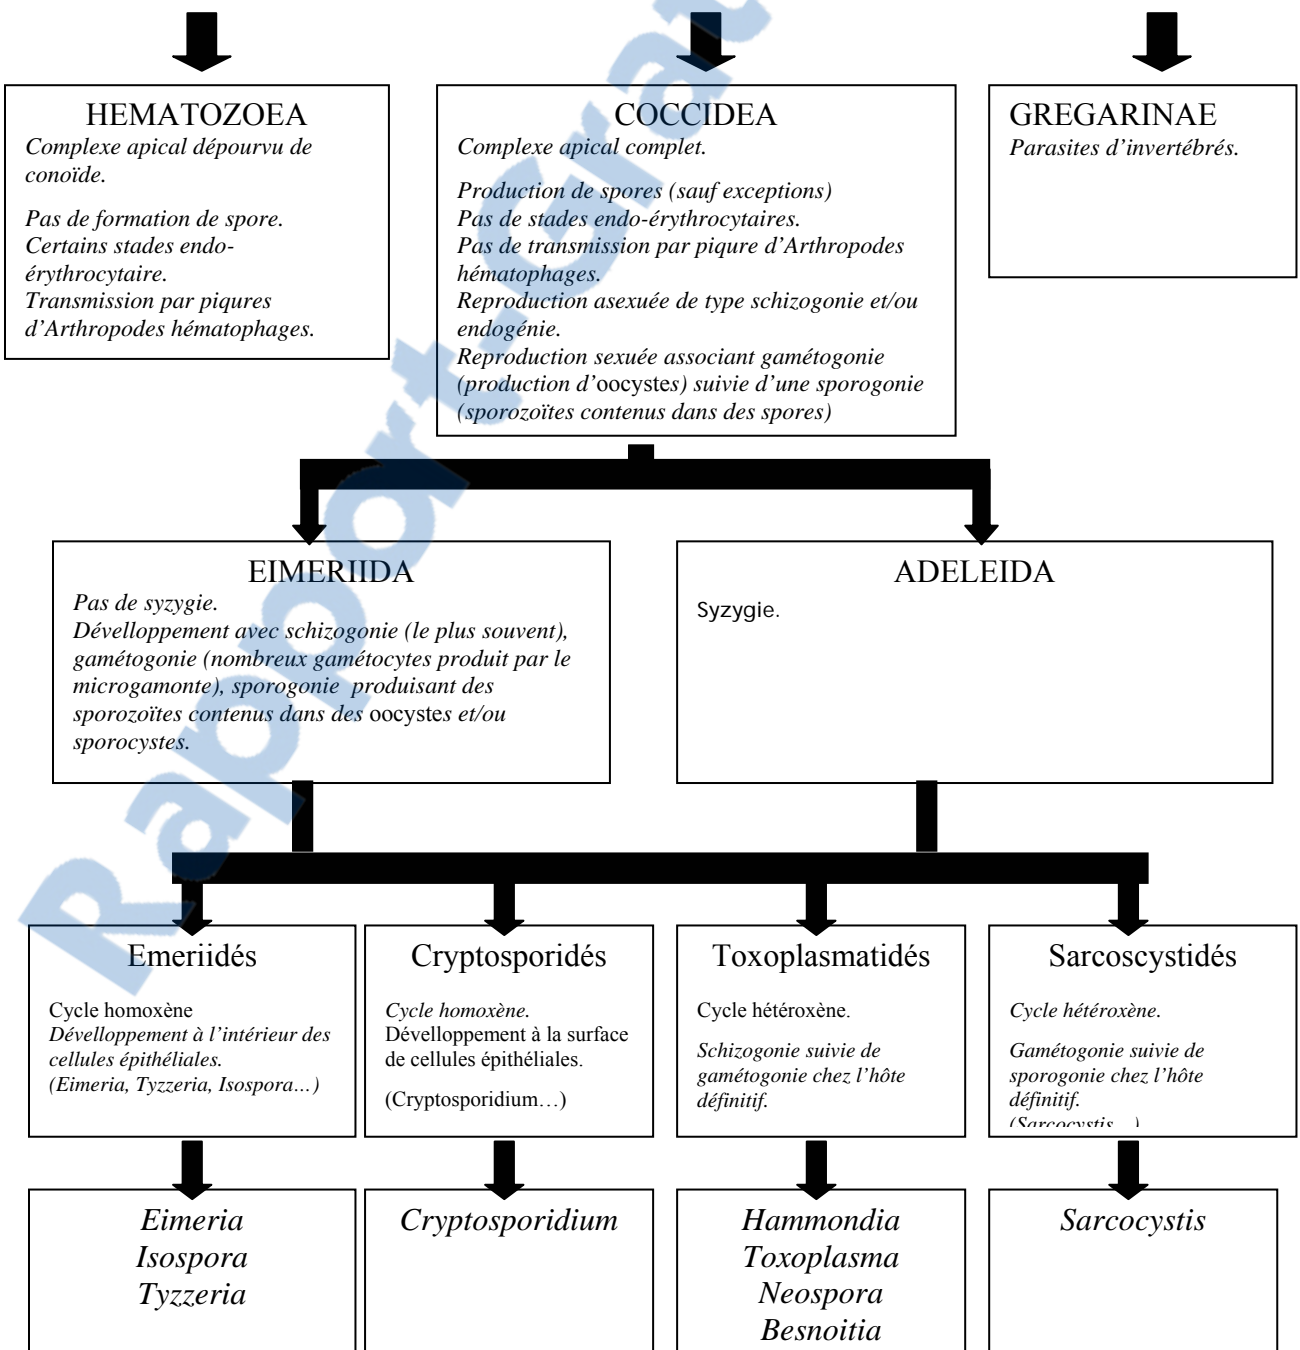 HEMATOZOEA
Complexe apical dépourvu de
conoïde.
Pas de formation de spore.
Certains stades endo-
érythrocytaire.
Transmission par piqures
d'Arthropodes hématophages.
COCCIDEA
Complexe apical complet.
Production de spores (sauf exceptions)
Pas de stades endo-érythrocytaires.
Pas de transmission par piqure d'Arthropodes
hématophages.
Reproduction asexuée de type schizogonie et/ou
endogénie.
Reproduction sexuée associant gamétogonie
(production d'oocystes) suivie d'une sporogonie
(sporozoïtes contenus dans des spores)
GREGARINAE
Parasites d'invertébrés.
EIMERIIDA
Pas de syzygie.
Dévelloppement avec schizogonie (le plus souvent),
gamétogonie (nombreux gamétocytes produit par le
microgamonte), sporogonie produisant des
sporozoïtes contenus dans des oocystes et/ou
sporocystes.
ADELEIDA
Syzygie.
Emeriidés
Cycle homoxène
Dévelloppement à l'intérieur des
cellules épithéliales.
(Eimeria, Tyzzeria, Isospora…)
Cryptosporidés
Cycle homoxène.
Dévelloppement à la surface
de cellules épithéliales.
(Cryptosporidium…)
Toxoplasmatidés
Cycle hétéroxène.
Schizogonie suivie de
gamétogonie chez l'hôte
définitif.
Sarcoscystidés
Cycle hétéroxène.
Gamétogonie suivie de
sporogonie chez l'hôte
définitif.
(Sarcocystis…)
Eimeria
Isospora
Tyzzeria
Cryptosporidium
Hammondia
Toxoplasma
Neospora
Besnoitia
Sarcocystis
Rapport-Grat